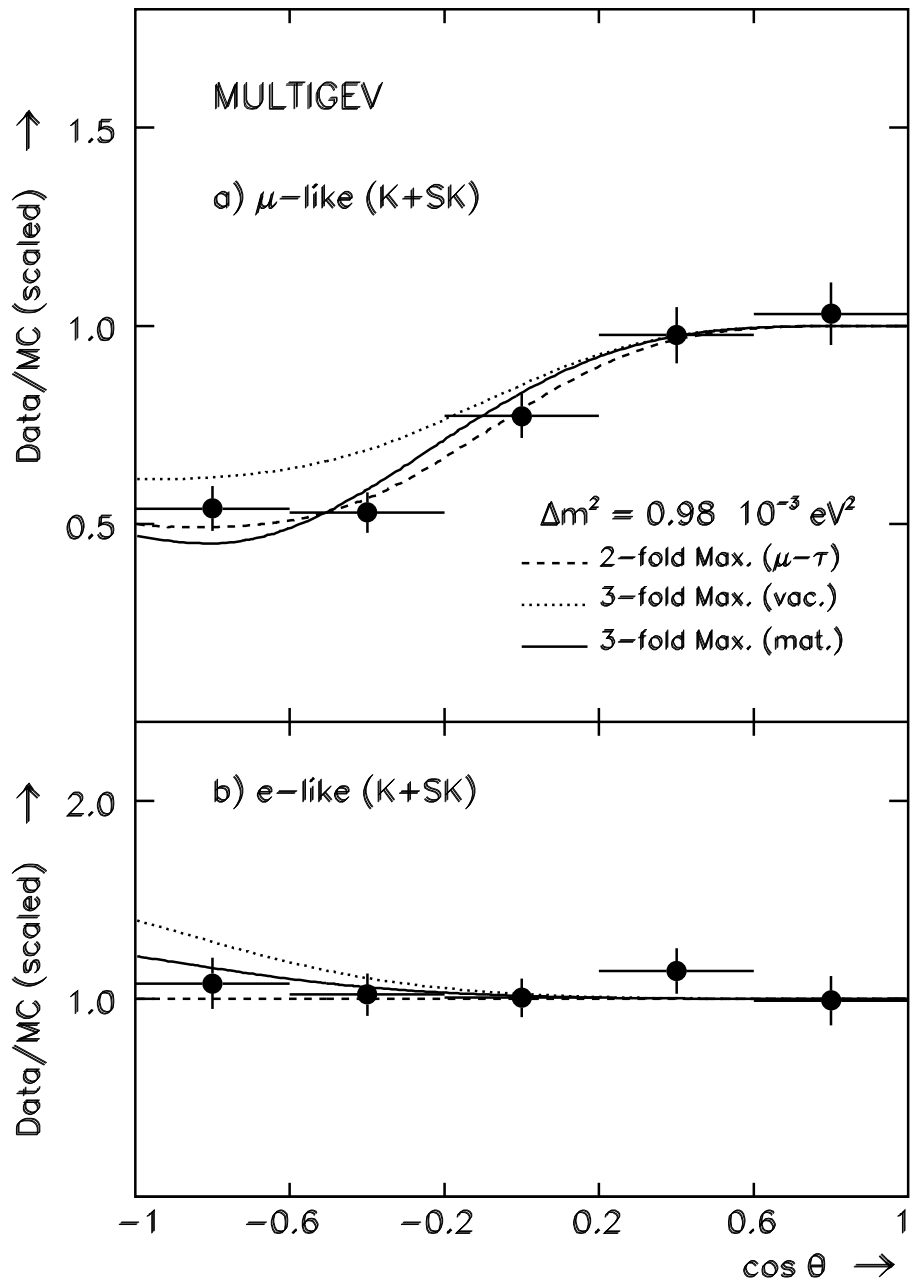 MULTIGEV
a) μ-like (K+SK)
Data/MC (scaled) →
1.5
1.0
0.5
Δm² = 0.98 10⁻³ eV²
2-fold Max. (μ-τ)
3-fold Max. (vac.)
3-fold Max. (mat.)
b) e-like (K+SK)
Data/MC (scaled) →
2.0
1.0
-1 -0.6 -0.2 0.2 0.6 1
cos θ →